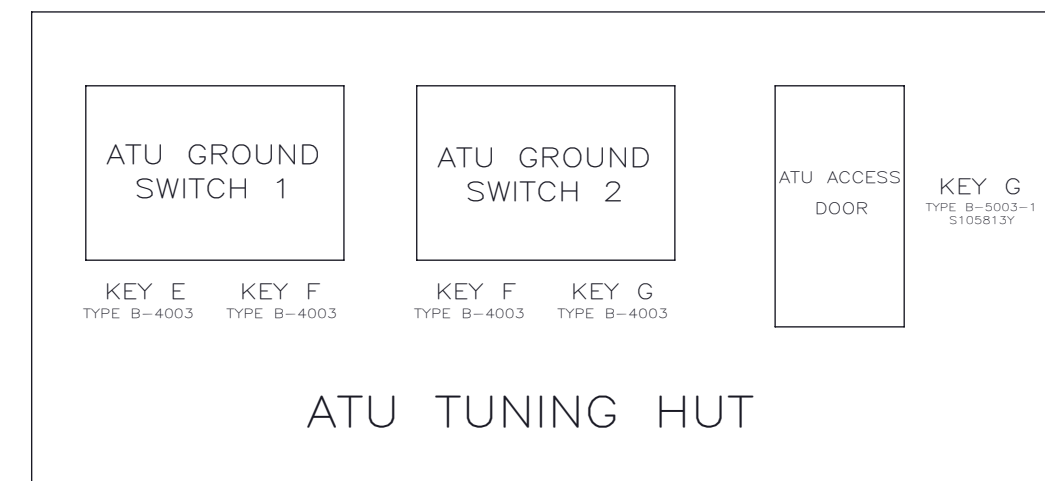 ATU GROUND
SWITCH 1
ATU GROUND
SWITCH 2
ATU ACCESS
DOOR
KEY G
TYPE B-5003-1
S105813Y
KEY E
TYPE B-4003
KEY F
TYPE B-4003
KEY F
TYPE B-4003
KEY G
TYPE B-4003
ATU TUNING HUT